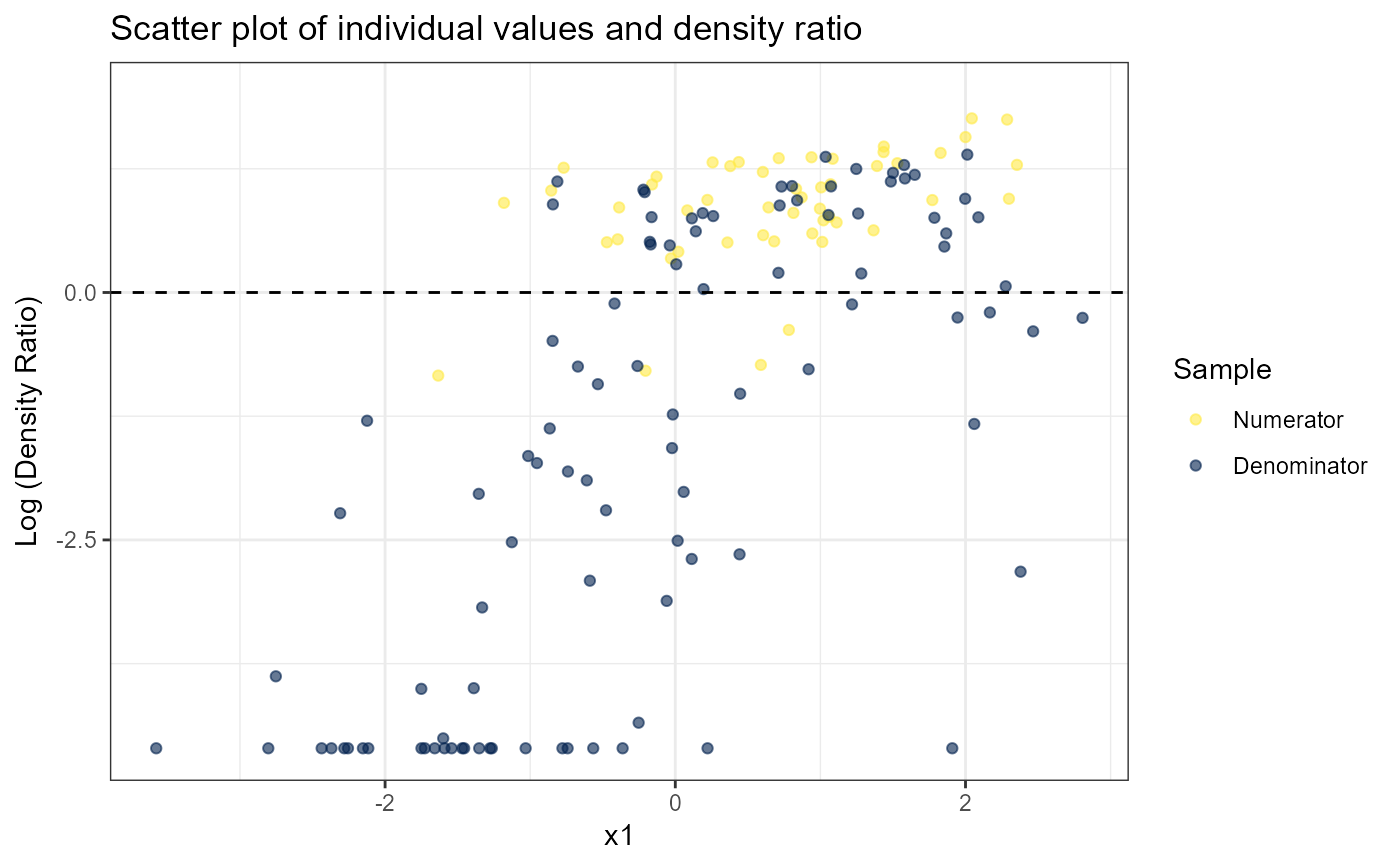 Scatter plot of individual values and density ratio
Log (Density Ratio)
0.0
-2.5
-2
0
2
x1
Sample
Numerator
Denominator